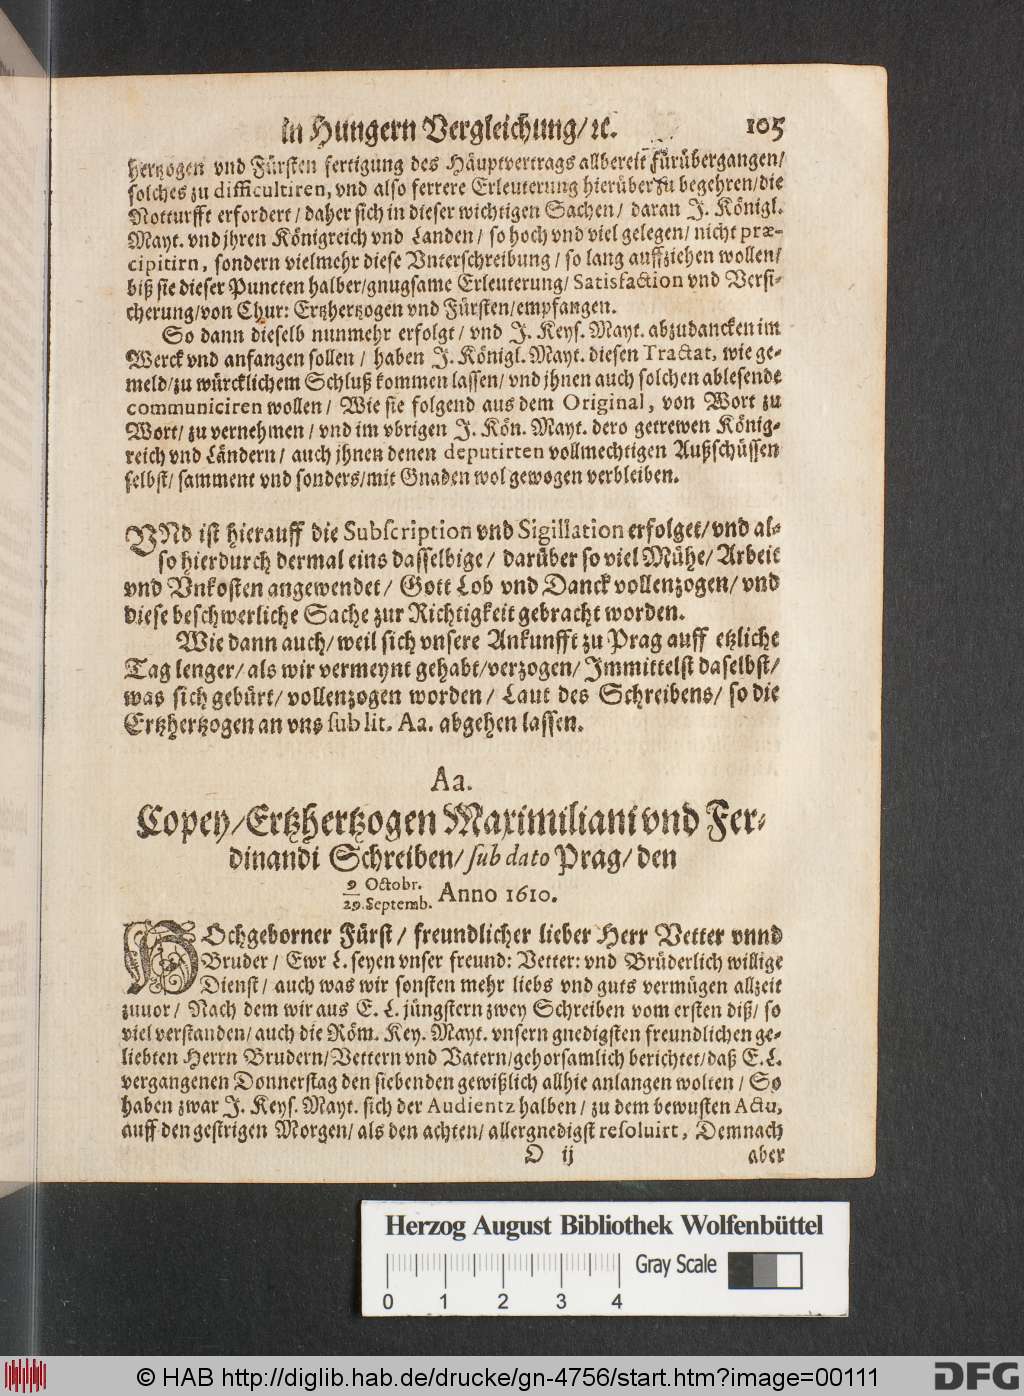 in Hungern Vergleichung/ ꝛc. 105
hertzogen vnd Fürsten fertigung des Häuptvertrags allbereit fürübergangen/
solches zu difficultiren, vnd also ferrere Erleuterung hierüber zu begehren/ die
Notturfft erfordert/ daher sich in dieser wichtigen Sachen/ daran J. Königl.
Mayt. vnd jhren Königreich vnd Landen/ so hoch vnd viel gelegen/ nicht præ-
cipitirn, sondern vielmehr diese Vnterschreibung/ so lang auffziehen wollen/
biß sie dieser Puncten halber/ gnugsame Erleuterung/ Satisfaction vnd Versi-
cherung/ von Chur: Ertzhertzogen vnd Fürsten/ empfangen.
So dann dieselb nunmehr erfolgt/ vnd J. Keys. Mayt. abzudancken im
Werck vnd anfangen sollen/ haben J. Königl. Mayt. diesen Tractat, wie ge-
meld/ zu würcklichem Schluß kommen lassen/ vnd jhnen auch solchen ablesende
communiciren wollen/ Wie sie folgend aus dem Original, von Wort zu
Wort/ zu vernehmen/ vnd im vbrigen J. Kön. Mayt. dero getrewen König-
reich vnd Ländern/ auch jhnen denen deputirten vollmechtigen Außschüssen
selbst/ samment vnd sonders/ mit Gnaden wol gewogen verbleiben.
VNd ist hierauff die Subscription vnd Sigillation erfolget/ vnd al-
so hierdurch dermal eins dasselbige/ darüber so viel Mühe/ Arbeit
vnd Vnkosten angewendet/ Gott Lob vnd Danck vollenzogen/ vnd
diese beschwerliche Sache zur Richtigkeit gebracht worden.
Wie dann auch/ weil sich vnsere Ankunfft zu Prag auff etzliche
Tag lenger/ als wir vermeynt gehabt/ verzogen/ Jmmittelst daselbst/
was sich gebürt/ vollenzogen worden/ Laut des Schreibens/ so die
Ertzhertzogen an vns sub lit. Aa. abgehen lassen.
Aa.
Copey/ Ertzhertzogen Maximiliani vnd Fer-
dinandi Schreiben/ sub dato Prag/ den
9 Octobr.
29. Septemb. Anno 1610.
HOchgeborner Fürst/ freundlicher lieber Herr Vetter vnnd
Bruder/ Ewr L. seyen vnser freund: Vetter: vnd Brüderlich willige
Dienst/ auch was wir sonsten mehr liebs vnd guts vermügen allzeit
zuuor/ Nach dem wir aus E. L. jüngstern zwey Schreiben vom ersten diß/ so
viel verstanden/ auch die Röm. Key. Mayt. vnsern gnedigsten freundlichen ge-
liebten Herrn Brudern/ Vettern vnd Vatern/ gehorsamlich berichtet/ daß E. L.
vergangenen Donnerstag den siebenden gewißlich allhie anlangen wolten/ So
haben zwar J. Keys. Mayt. sich der Audientz halben/ zu dem bewusten Actu,
auff den gestrigen Morgen/ als den achten/ allergnedigst resoluirt, Demnach
O ij aber
Herzog August Bibliothek Wolfenbüttel
Gray Scale
0 1 2 3 4
© HAB http://diglib.hab.de/drucke/gn-4756/start.htm?image=00111
DFG